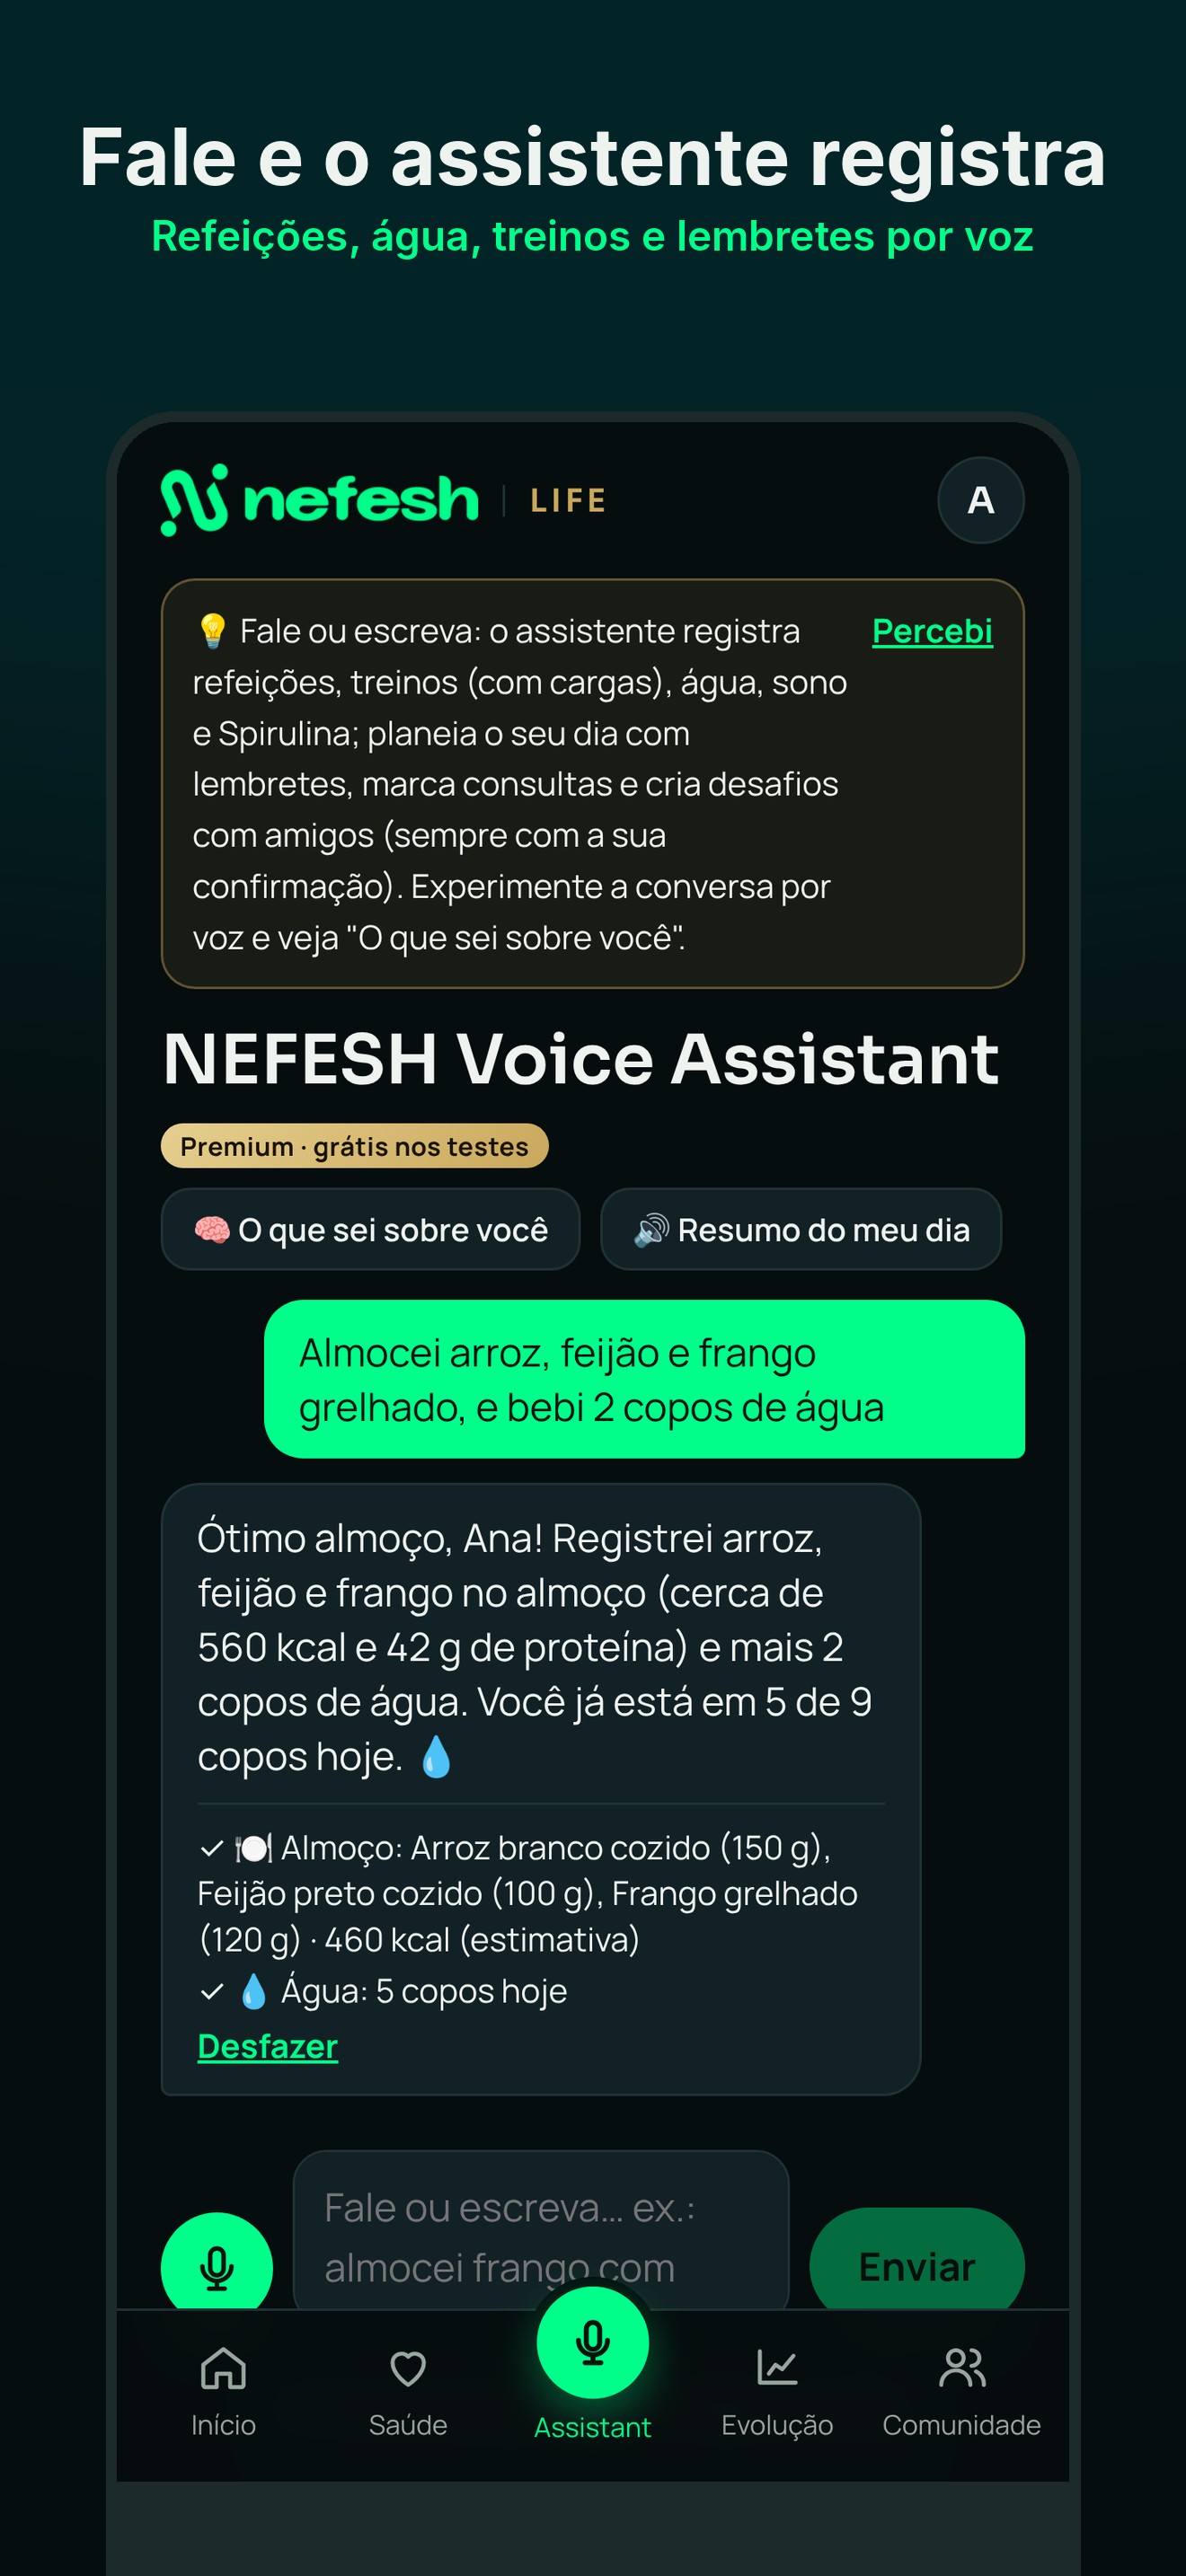 Fale e o assistente registra
Refeições, água, treinos e lembretes por voz
nefesh | LIFE
A
💡 Fale ou escreva: o assistente registra
Percebi
refeições, treinos (com cargas), água, sono
e Spirulina; planeia o seu dia com
lembretes, marca consultas e cria desafios
com amigos (sempre com a sua
confirmação). Experimente a conversa por
voz e veja "O que sei sobre você".
NEFESH Voice Assistant
Premium · grátis nos testes
🧠 O que sei sobre você
🔊 Resumo do meu dia
Almocei arroz, feijão e frango
grelhado, e bebi 2 copos de água
Ótimo almoço, Ana! Registrei arroz,
feijão e frango no almoço (cerca de
560 kcal e 42 g de proteína) e mais 2
copos de água. Você já está em 5 de 9
copos hoje. 💧
✓ 🍽️ Almoço: Arroz branco cozido (150 g),
Feijão preto cozido (100 g), Frango grelhado
(120 g) · 460 kcal (estimativa)
✓ 💧 Água: 5 copos hoje
Desfazer
Fale ou escreva... ex.:
almocei frango com
Enviar
Início
Saúde
Assistant
Evolução
Comunidade